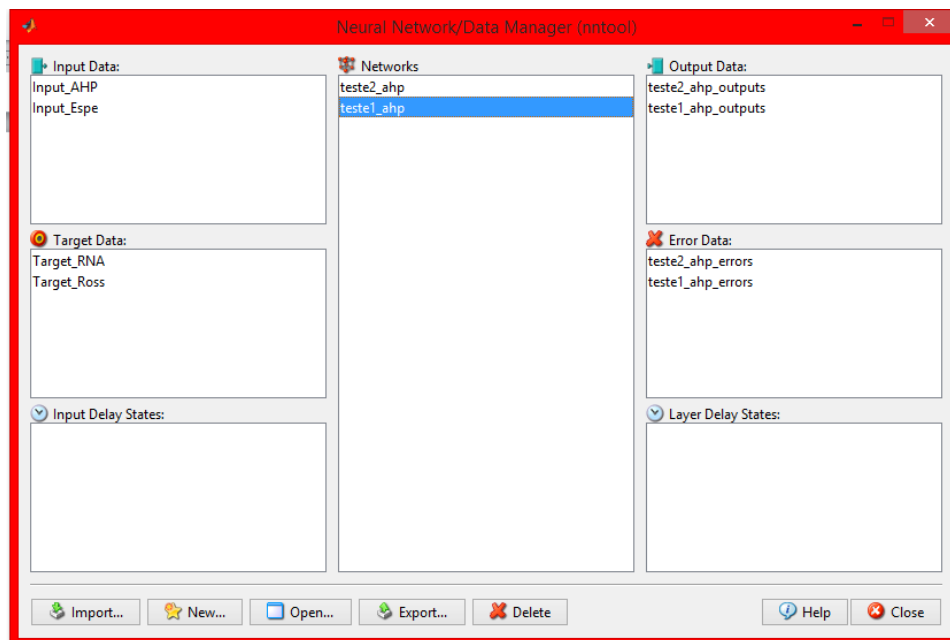 Neural Network/Data Manager (nntool)
Input Data:
Input_AHP
Input_Espe
Networks
teste2_ahp
teste1_ahp
Output Data:
teste2_ahp_outputs
teste1_ahp_outputs
Target Data:
Target_RNA
Target_Ross
Error Data:
teste2_ahp_errors
teste1_ahp_errors
Input Delay States:
Layer Delay States:
Import...
New...
Open...
Export...
Delete
Help
Close